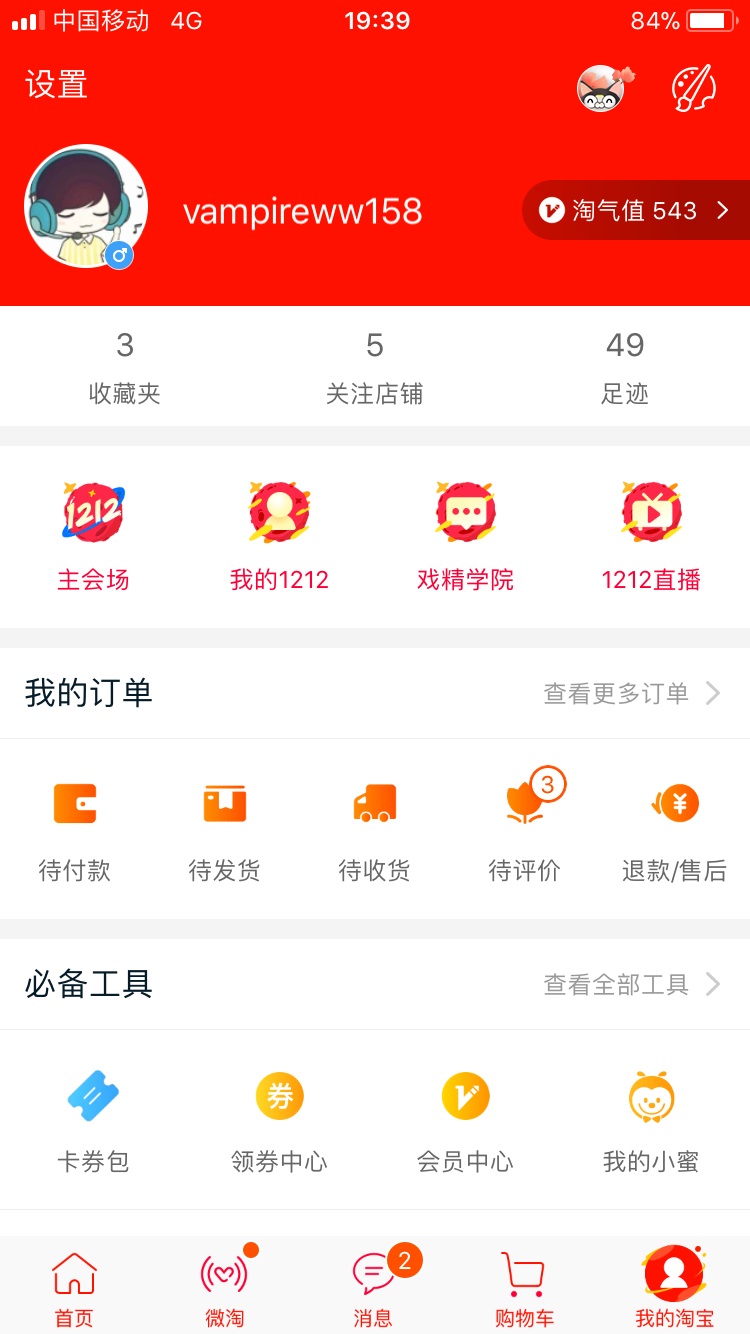 中国移动 4G 19:39 84%
设置
vampireww158 淘气值 543
3 5 49
收藏夹 关注店铺 足迹
1212
主会场 我的1212 戏精学院 1212直播
我的订单 查看更多订单
3
待付款 待发货 待收货 待评价 退款/售后
必备工具 查看全部工具
券
卡券包 领券中心 会员中心 我的小蜜
2
首页 微淘 消息 购物车 我的淘宝